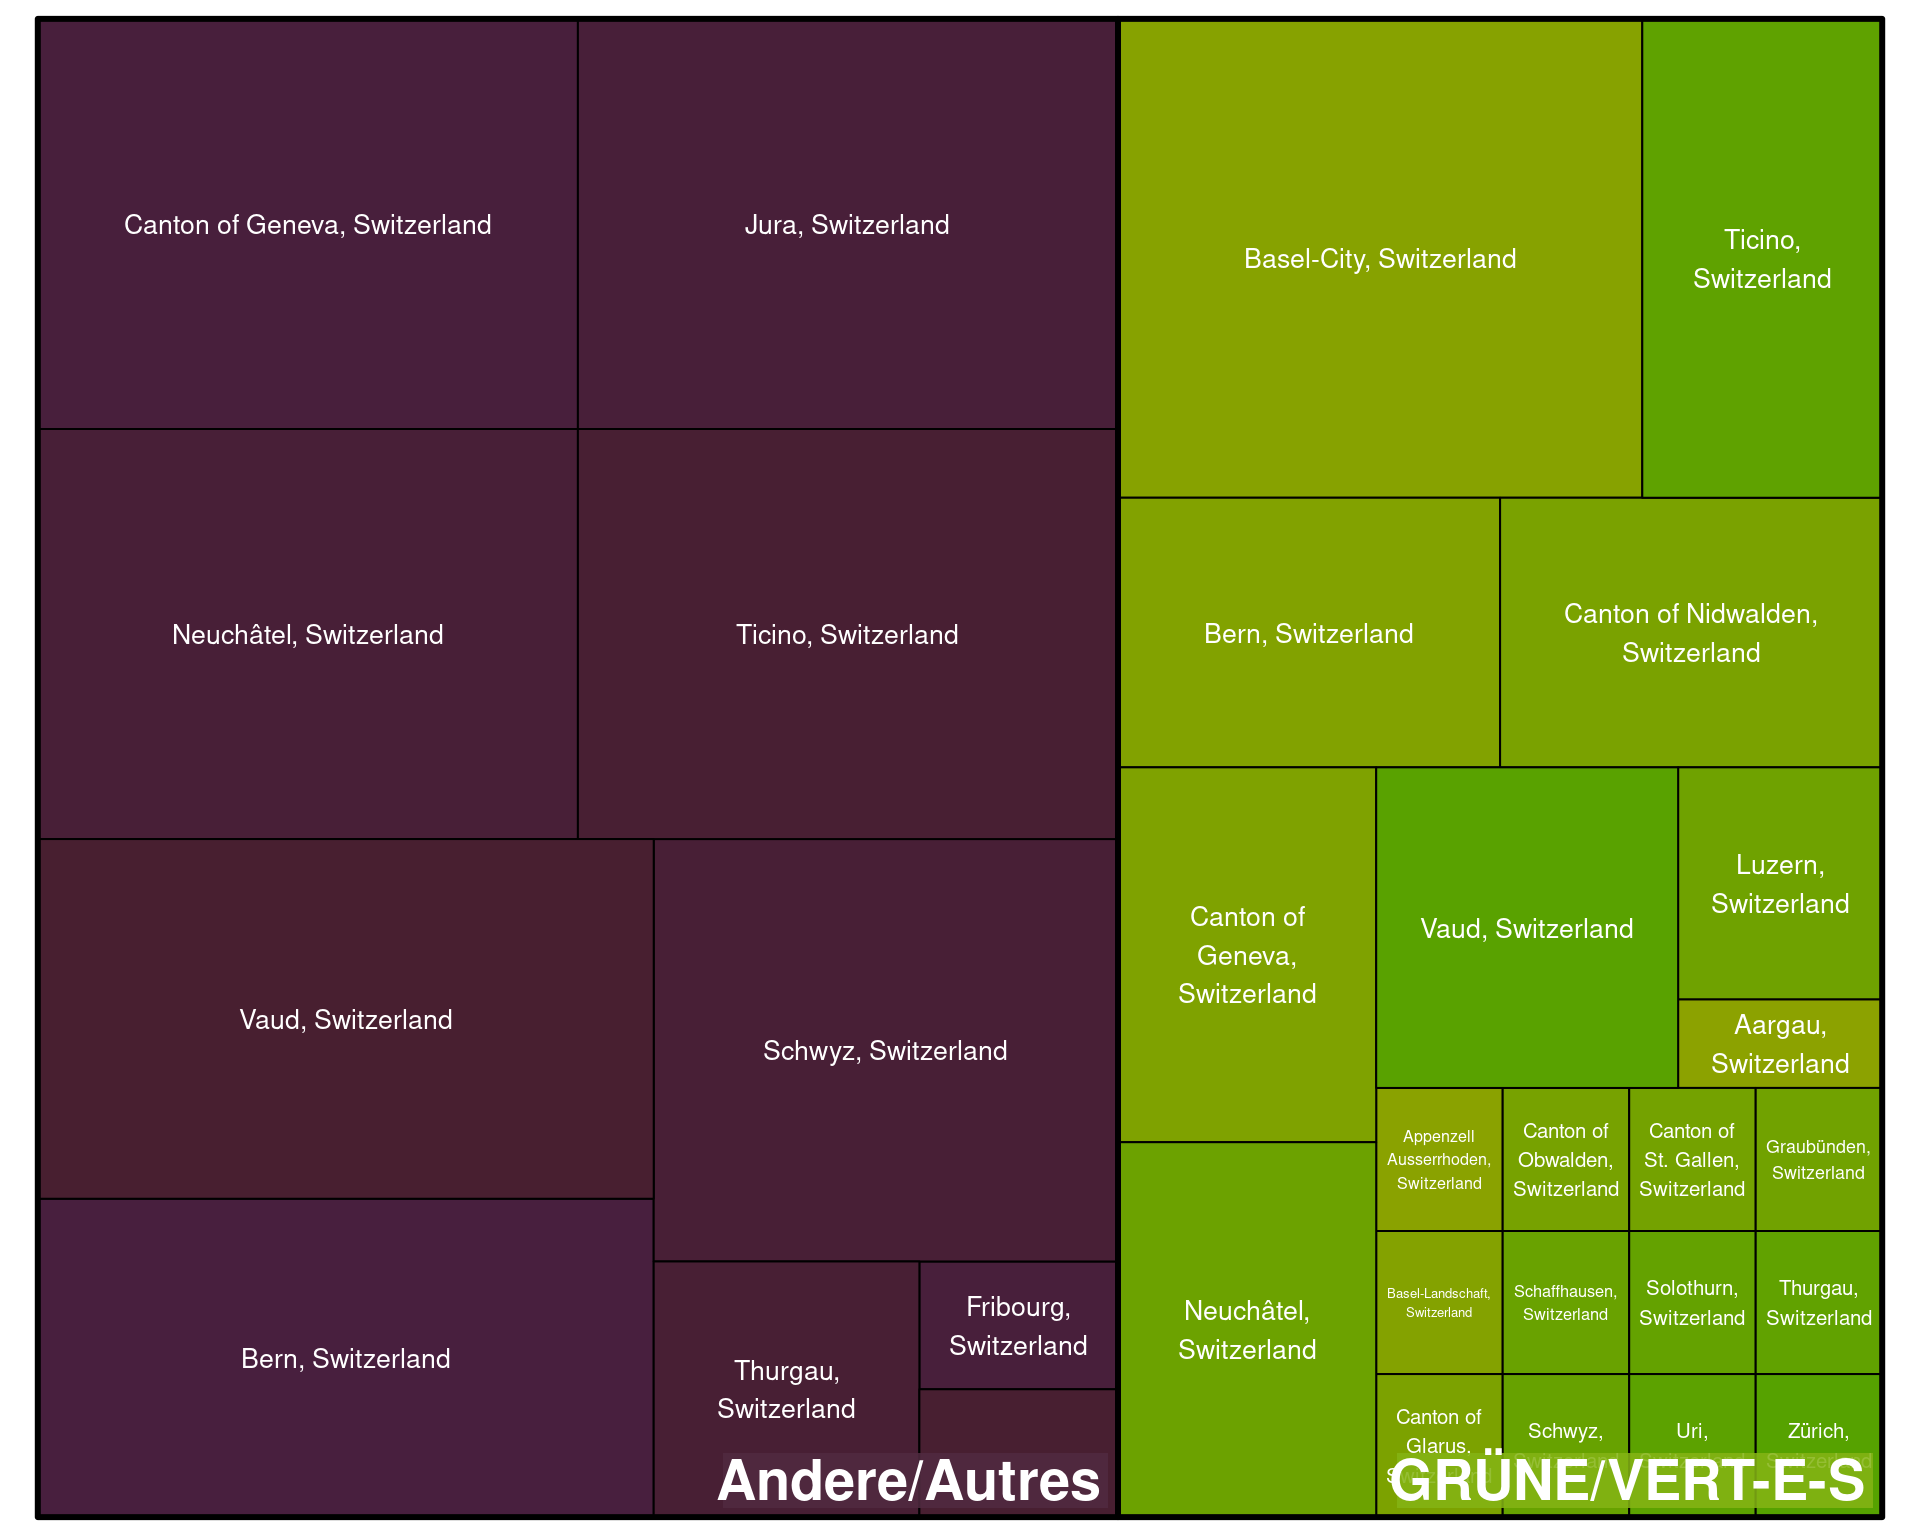 Canton of Geneva, Switzerland
Jura, Switzerland
Neuchâtel, Switzerland
Ticino, Switzerland
Vaud, Switzerland
Schwyz, Switzerland
Bern, Switzerland
Thurgau,
Switzerland
Fribourg,
Switzerland
Andere/Autres
Basel-City, Switzerland
Ticino,
Switzerland
Bern, Switzerland
Canton of Nidwalden,
Switzerland
Canton of
Geneva,
Switzerland
Vaud, Switzerland
Luzern,
Switzerland
Aargau,
Switzerland
Neuchâtel,
Switzerland
Appenzell
Ausserrhoden,
Switzerland
Canton of
Obwalden,
Switzerland
Canton of
St. Gallen,
Switzerland
Graubünden,
Switzerland
Basel-Landschaft,
Switzerland
Schaffhausen,
Switzerland
Solothurn,
Switzerland
Thurgau,
Switzerland
Canton of
Glarus,
Schwyz,
Uri,
Zürich,
GRÜNE/VERT-E-S